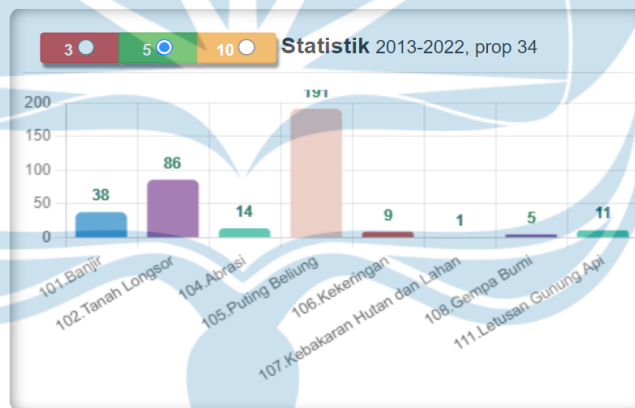 3 5 10 Statistik 2013-2022, prop 34
200
150
100
50
0
38
86
14
191
9
1
5
11
101.Banjir
102.Tanah Longsor
104.Abrasi
105.Puting Beliung
106.Kekeringan
107.Kebakaran Hutan dan Lahan
108.Gempa Bumi
111.Letusan Gunung Api